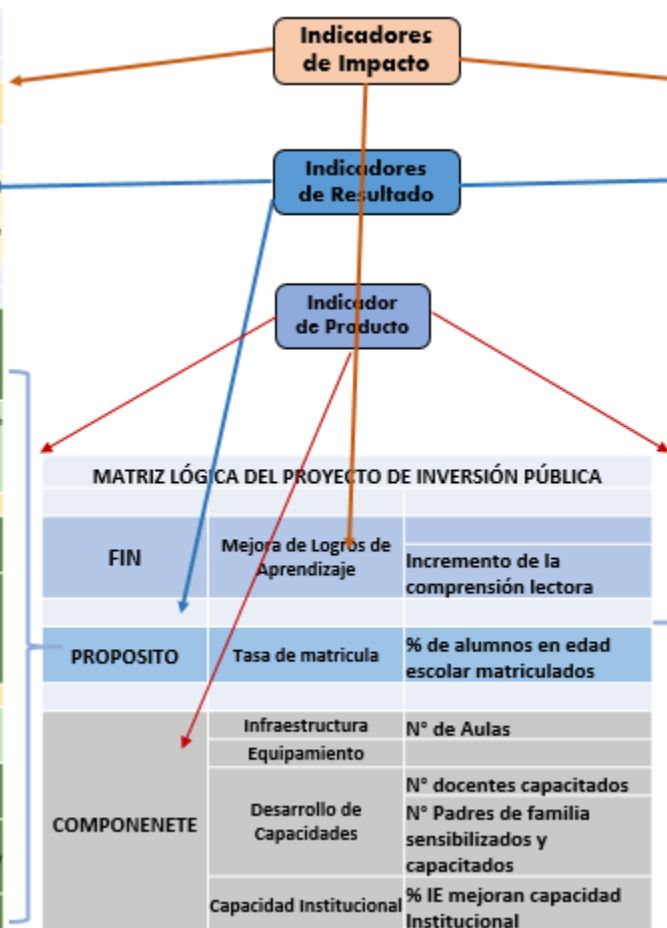 Indicadores
de Impacto
Indicadores
de Resultado
Indicador
de Producto
MATRIZ LÓGICA DEL PROYECTO DE INVERSIÓN PÚBLICA
FIN
Mejora de Logros de
Aprendizaje
Incremento de la
comprensión lectora
PROPOSITO
Tasa de matricula
% de alumnos en edad
escolar matriculados
COMPONENETE
Infraestructura
N° de Aulas
Equipamiento
Desarrollo de
Capacidades
N° docentes capacitados
N° Padres de familia
sensibilizados y
capacitados
Capacidad Institucional
% IE mejoran capacidad
Institucional